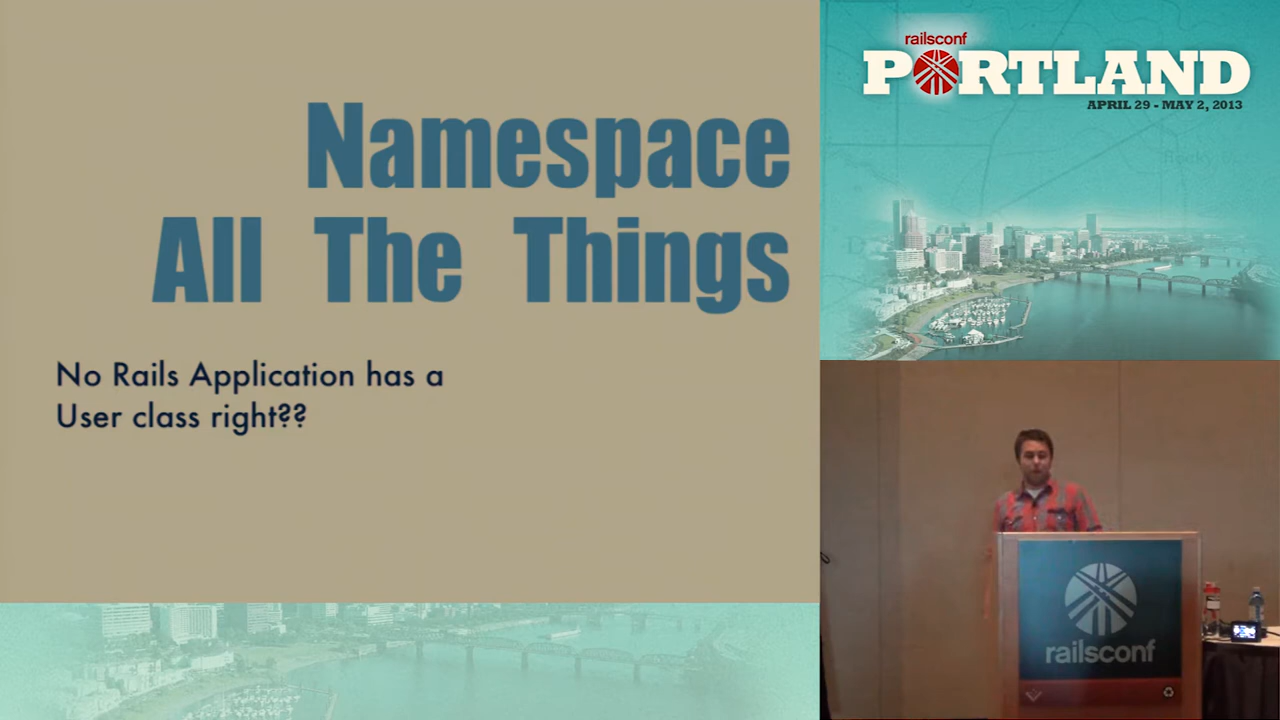 Namespace
All The Things
No Rails Application has a
User class right??
railsconf
PORTLAND
APRIL 29 - MAY 2, 2013
railsconf